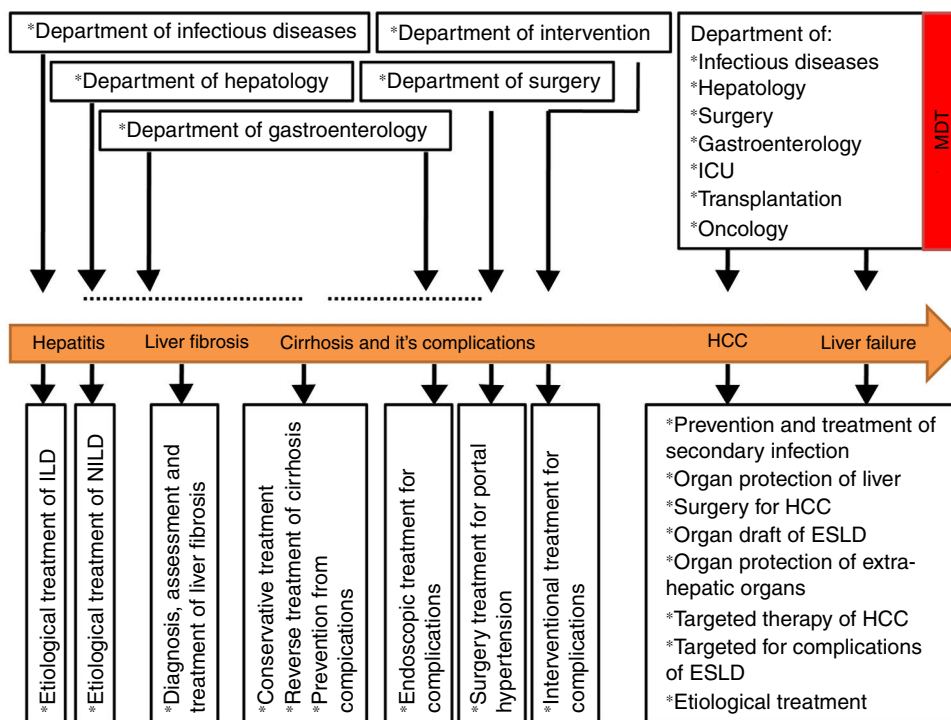 *Department of infectious diseases
*Department of intervention
*Department of hepatology
*Department of surgery
*Department of gastroenterology
Department of:
*Infectious diseases
*Hepatology
*Surgery
*Gastroenterology
*ICU
*Transplantation
*Oncology
MDT
Hepatitis
Liver fibrosis
Cirrhosis and it's complications
HCC
Liver failure
*Etiological treatment of ILD
*Etiological treatment of NILD
*Diagnosis, assessment and
treatment of liver fibrosis
*Conservative treatment
*Reverse treatment of cirrhosis
*Prevention from
compications
*Endoscopic treatment for
complications
*Surgery treatment for portal
hypertension
*Interventional treatment for
complications
*Prevention and treatment of
secondary infection
*Organ protection of liver
*Surgery for HCC
*Organ draft of ESLD
*Organ protection of extra-
hepatic organs
*Targeted therapy of HCC
*Targeted for complications
of ESLD
*Etiological treatment